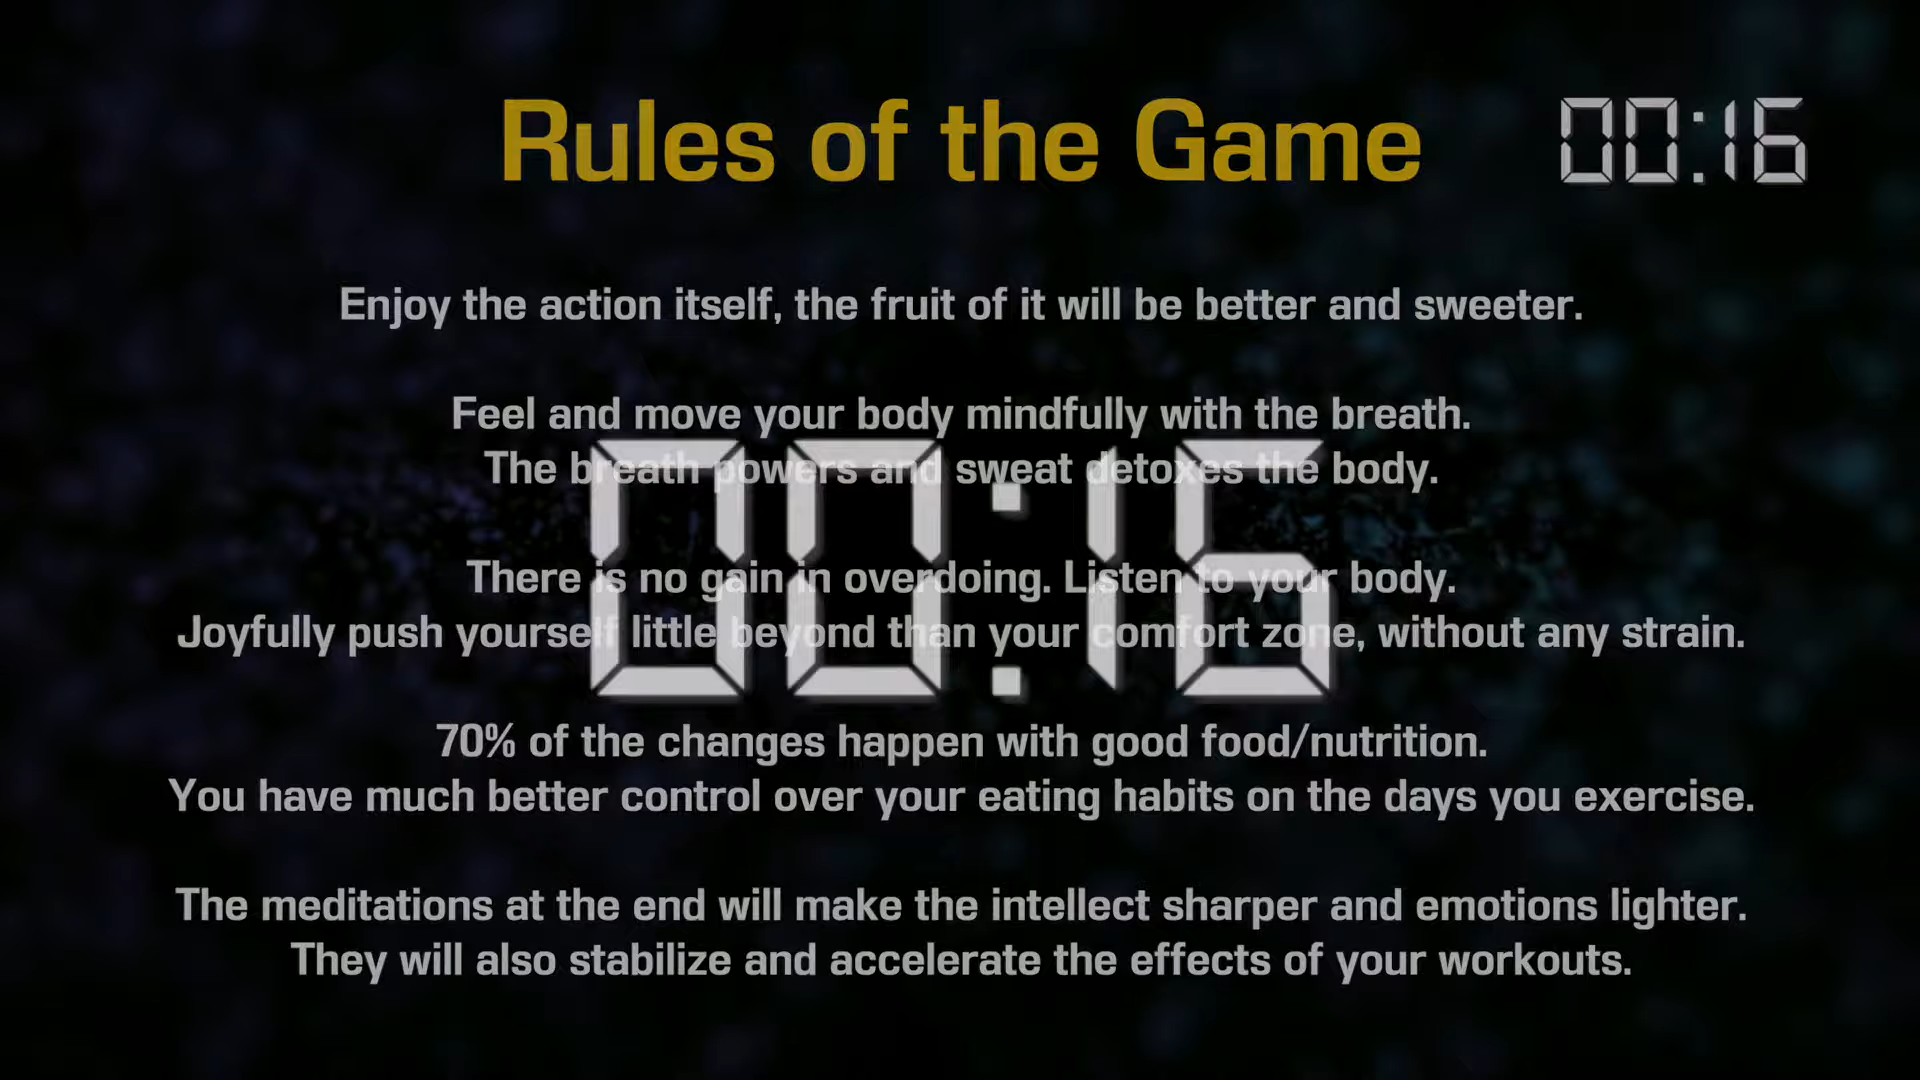 Rules of the Game
00:16
Enjoy the action itself, the fruit of it will be better and sweeter.
Feel and move your body mindfully with the breath.
The breath powers and sweat detoxes the body.
00:16
There is no gain in overdoing. Listen to your body.
Joyfully push yourself little beyond than your comfort zone, without any strain.
70% of the changes happen with good food/nutrition.
You have much better control over your eating habits on the days you exercise.
The meditations at the end will make the intellect sharper and emotions lighter.
They will also stabilize and accelerate the effects of your workouts.